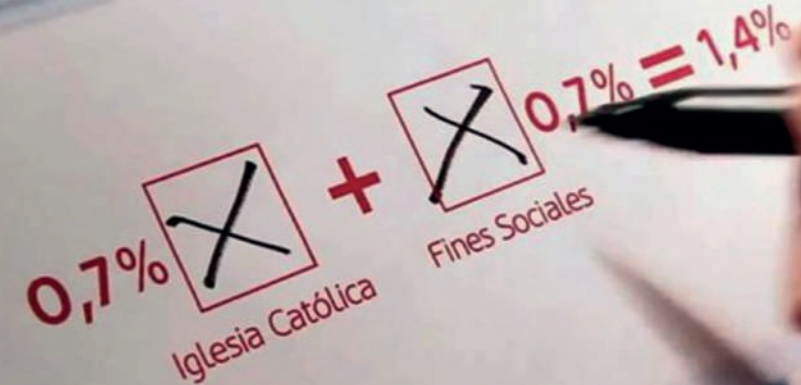 0,7% + 0,7% = 1,4%
Iglesia Católica
Fines Sociales